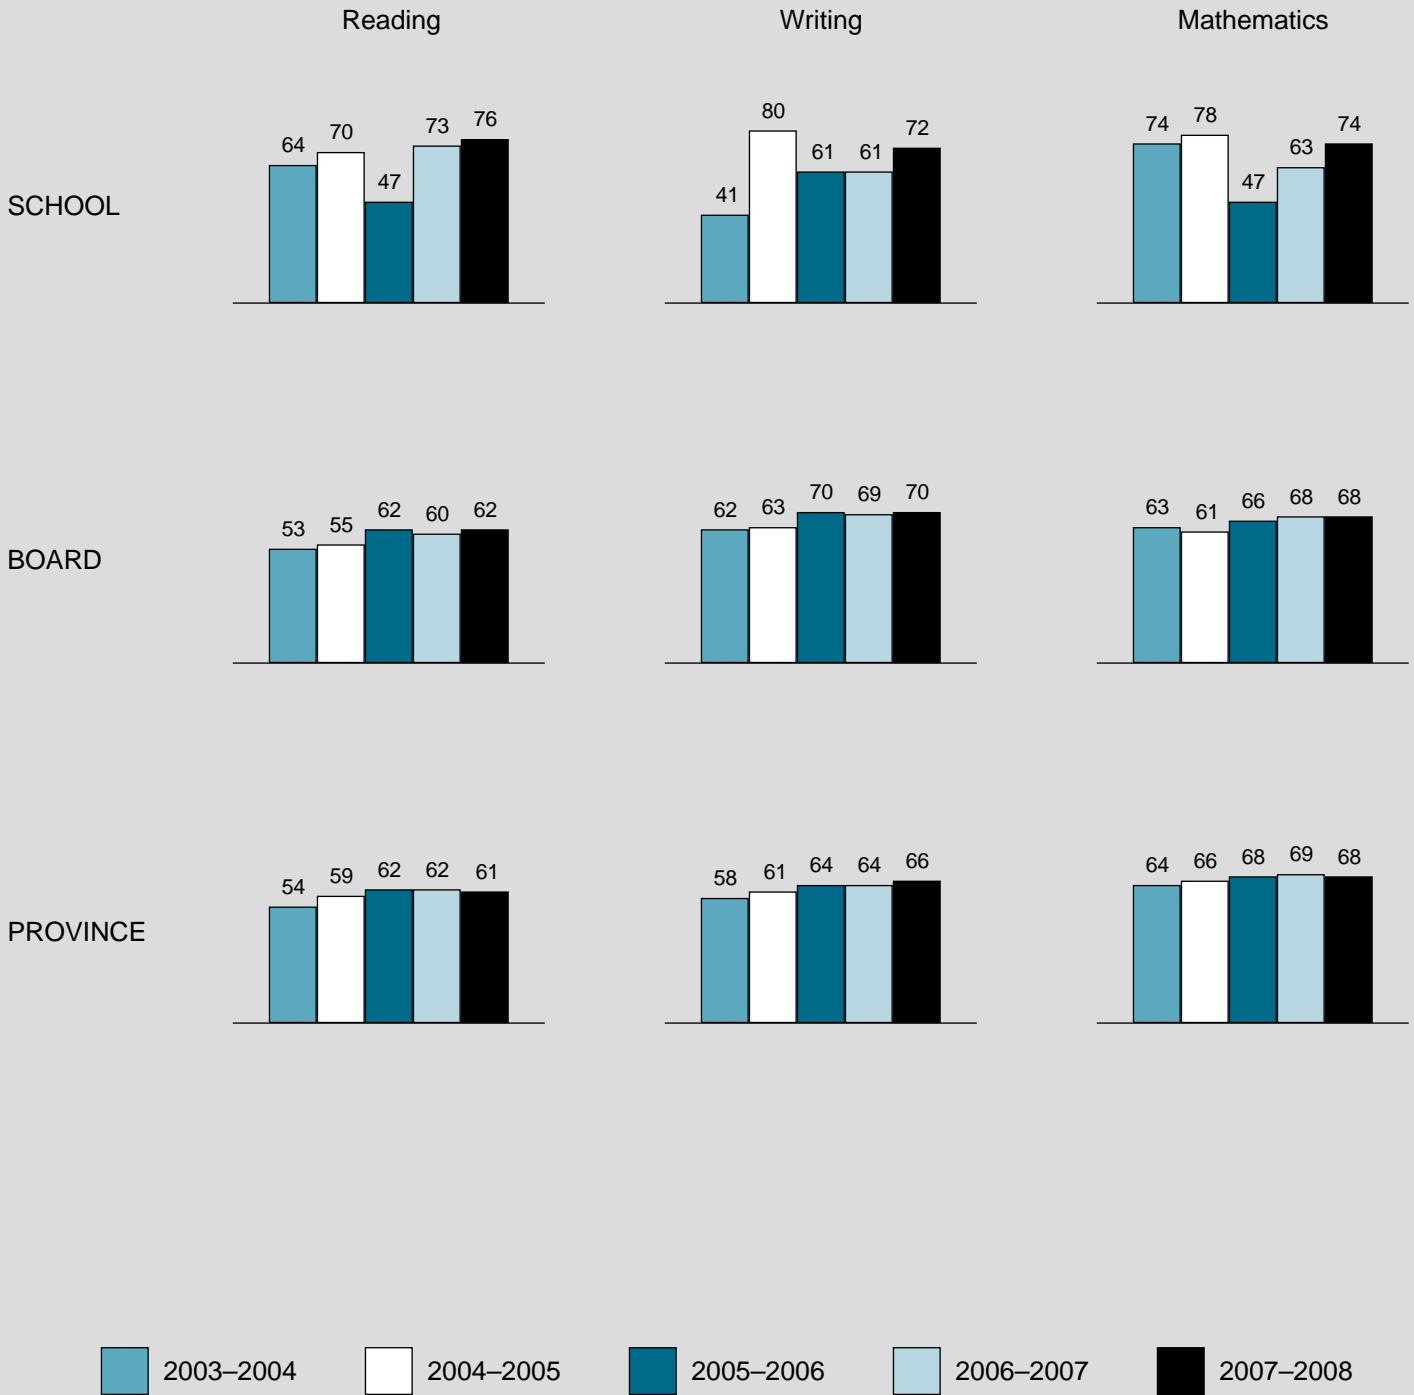 Reading Writing Mathematics
SCHOOL
64 70 47 73 76
41 80 61 61 72
74 78 47 63 74
BOARD
53 55 62 60 62
62 63 70 69 70
63 61 66 68 68
PROVINCE
54 59 62 62 61
58 61 64 64 66
64 66 68 69 68
2003–2004 2004–2005 2005–2006 2006–2007 2007–2008